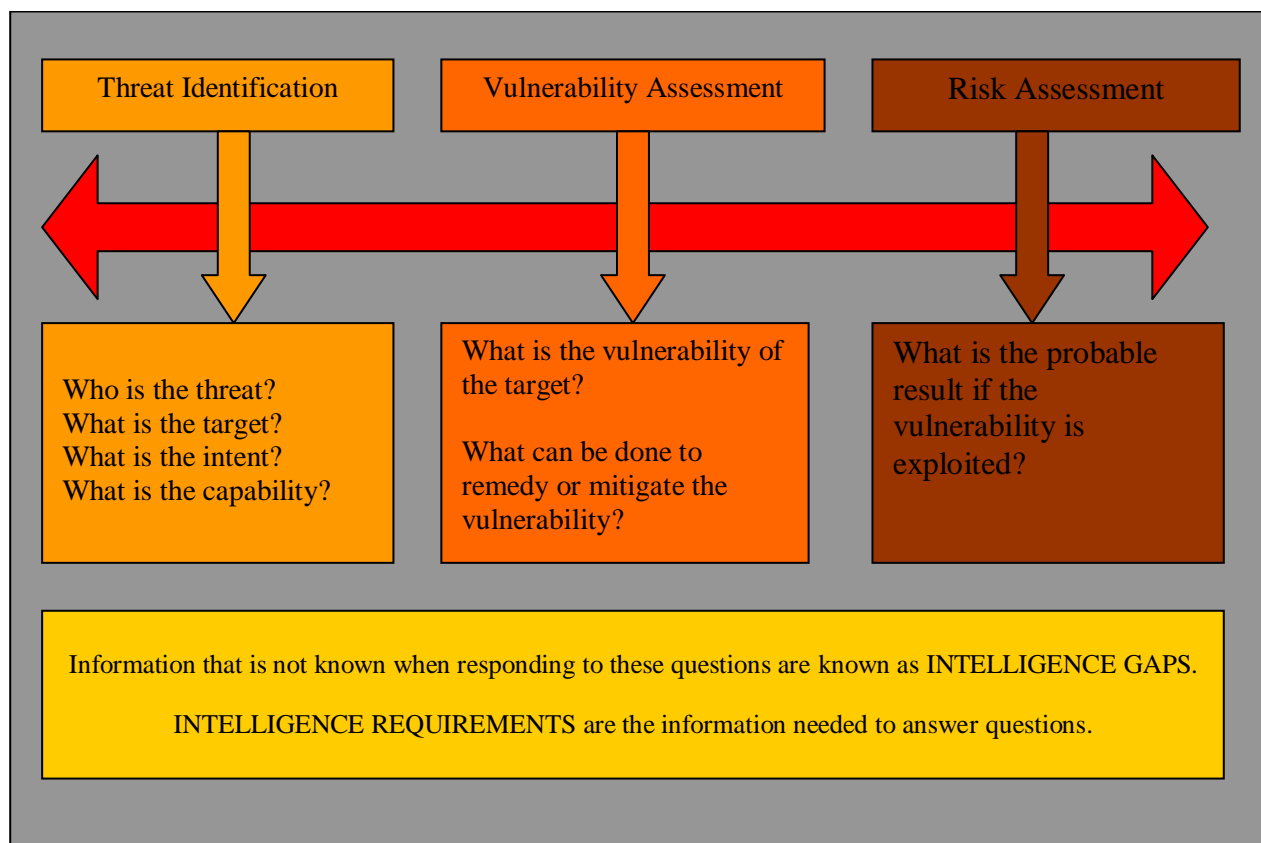 Threat Identification
Vulnerability Assessment
Risk Assessment
Who is the threat?
What is the target?
What is the intent?
What is the capability?
What is the vulnerability of
the target?
What can be done to
remedy or mitigate the
vulnerability?
What is the probable
result if the
vulnerability is
exploited?
Information that is not known when responding to these questions are known as INTELLIGENCE GAPS.
INTELLIGENCE REQUIREMENTS are the information needed to answer questions.